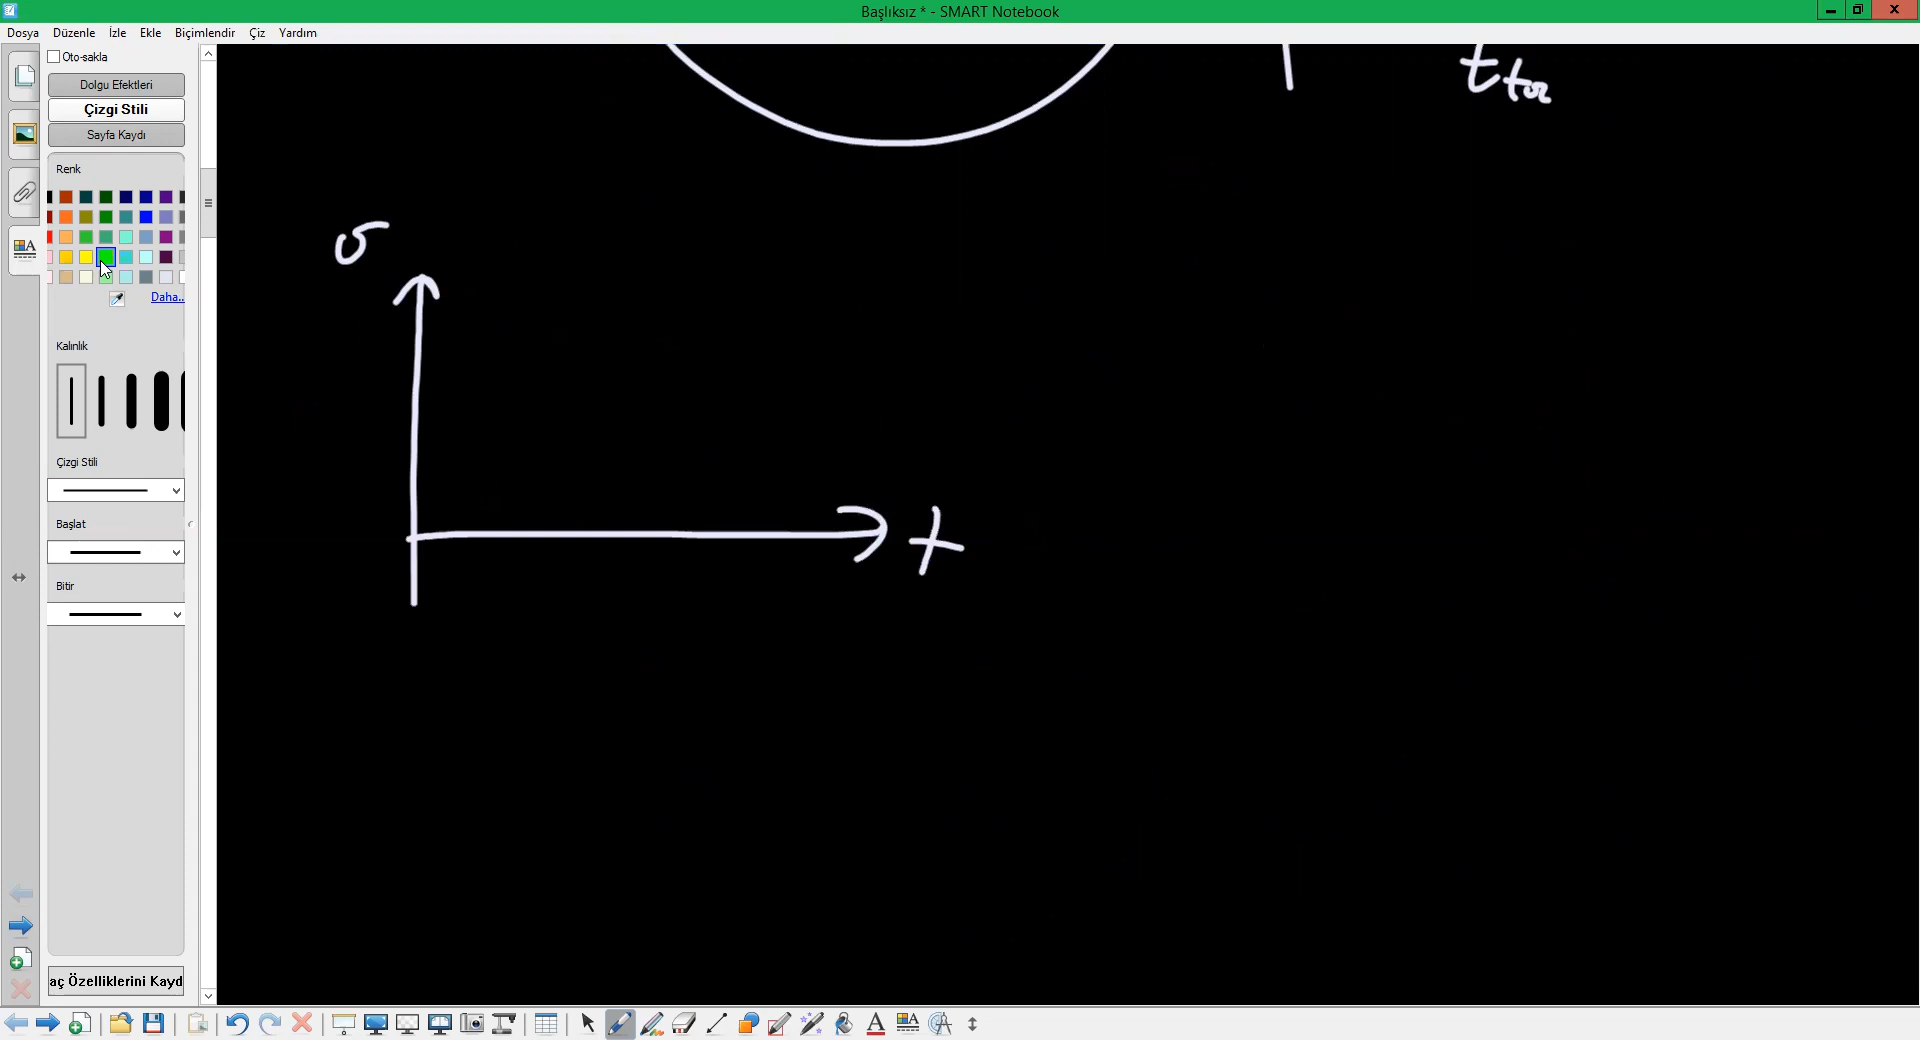 Başlıksız * - SMART Notebook
Dosya Düzenle İzle Ekle Biçimlendir Çiz Yardım
Oto-sakla
Dolgu Efektleri
Çizgi Stili
Sayfa Kaydı
Renk
Daha..
Kalınlık
Çizgi Stili
Başlat
Bitir
aç Özelliklerini Kayd
t
σ
t